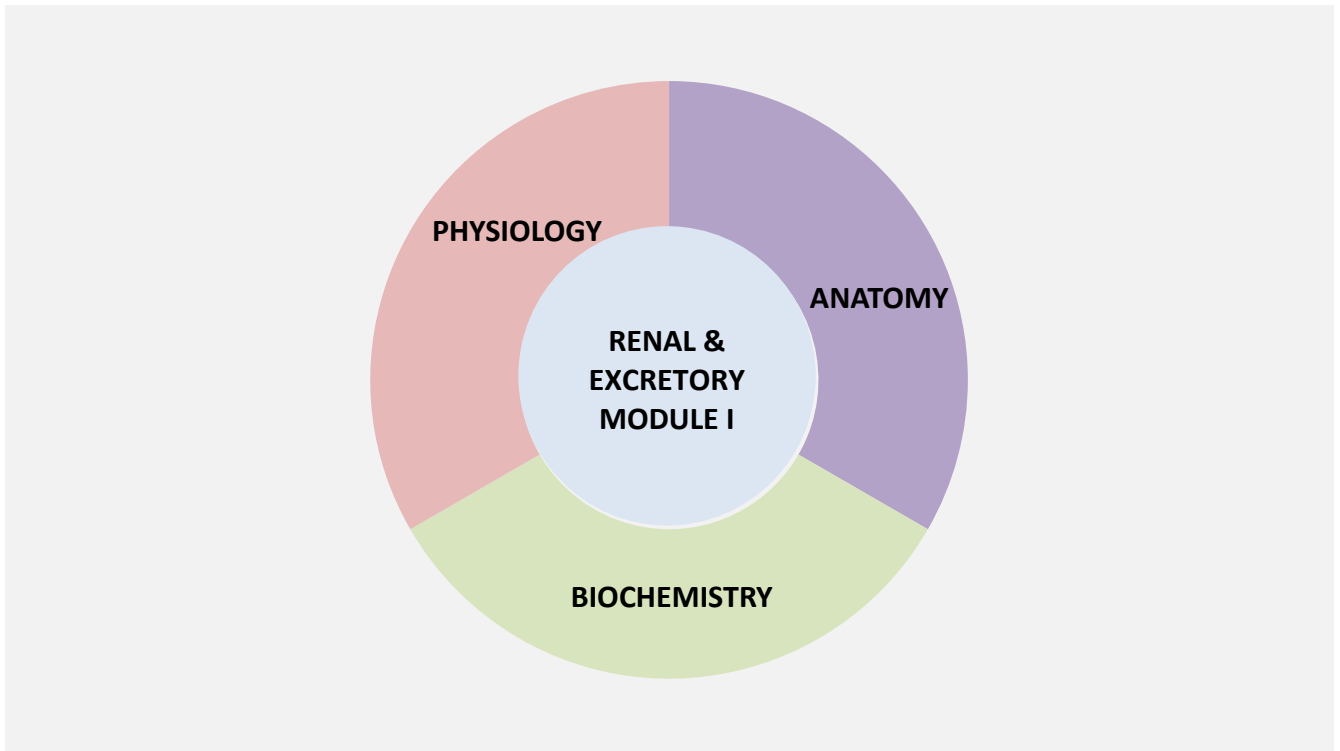 PHYSIOLOGY
ANATOMY
RENAL &
EXCRETORY
MODULE I
BIOCHEMISTRY